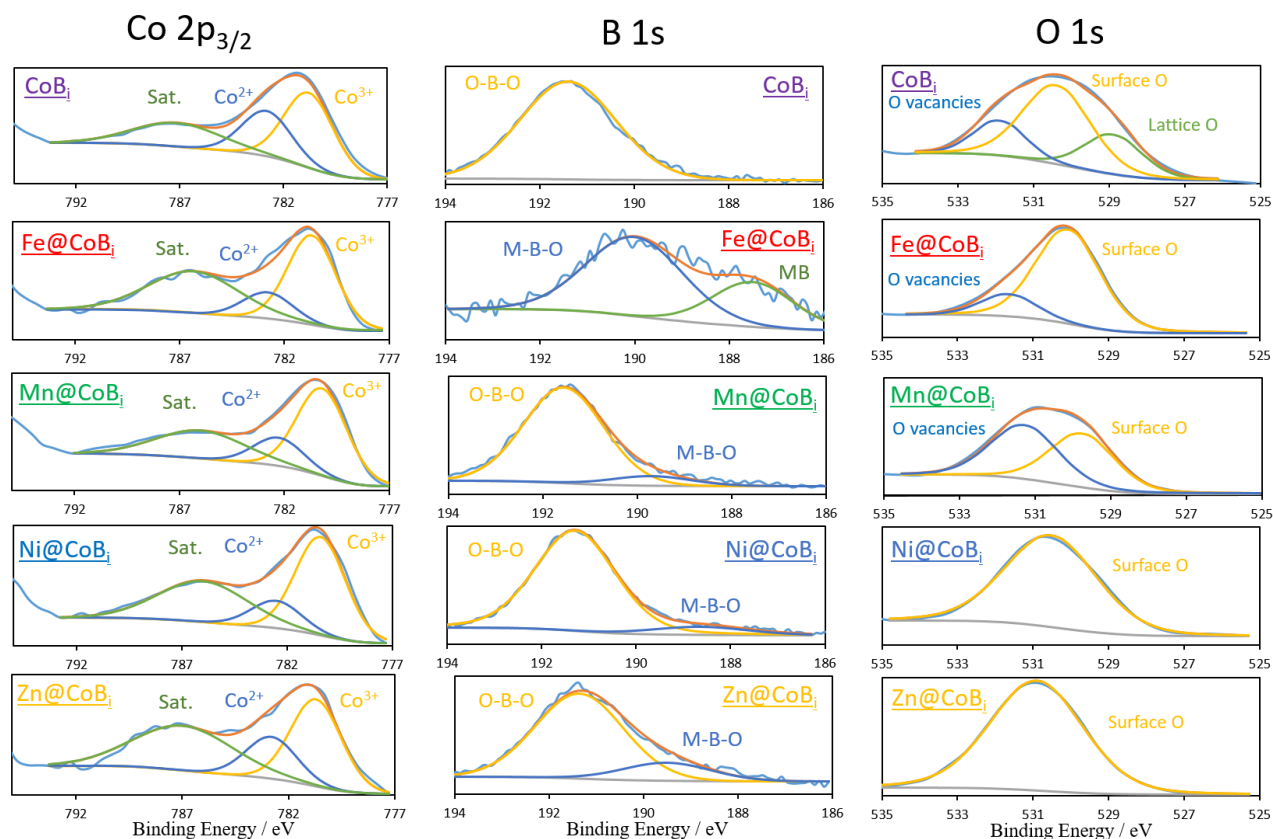 Co 2p3/2 B 1s O 1s
CoBi Sat. Co2+ Co3+
792 787 782 777
O-B-O CoBi
194 192 190 188 186
CoBi Surface O
O vacancies
Lattice O
535 533 531 529 527 525
Fe@CoBi Sat. Co2+ Co3+
792 787 782 777
M-B-O Fe@CoBi
MB
194 192 190 188 186
Fe@CoBi Surface O
O vacancies
535 533 531 529 527 525
Mn@CoBi Sat. Co2+ Co3+
792 787 782 777
O-B-O Mn@CoBi
M-B-O
194 192 190 188 186
Mn@CoBi
O vacancies Surface O
535 533 531 529 527 525
Ni@CoBi Sat. Co2+ Co3+
792 787 782 777
O-B-O Ni@CoBi
M-B-O
194 192 190 188 186
Ni@CoBi Surface O
535 533 531 529 527 525
Zn@CoBi Sat. Co2+ Co3+
792 787 782 777
Binding Energy / eV
O-B-O Zn@CoBi
M-B-O
194 192 190 188 186
Binding Energy / eV
Zn@CoBi Surface O
535 533 531 529 527 525
Binding Energy / eV